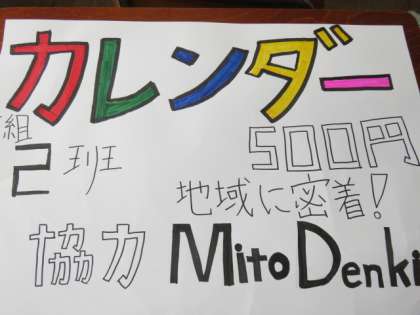 カレンダー
組
2班
500円
地域に密着!
協力 Mito Denki